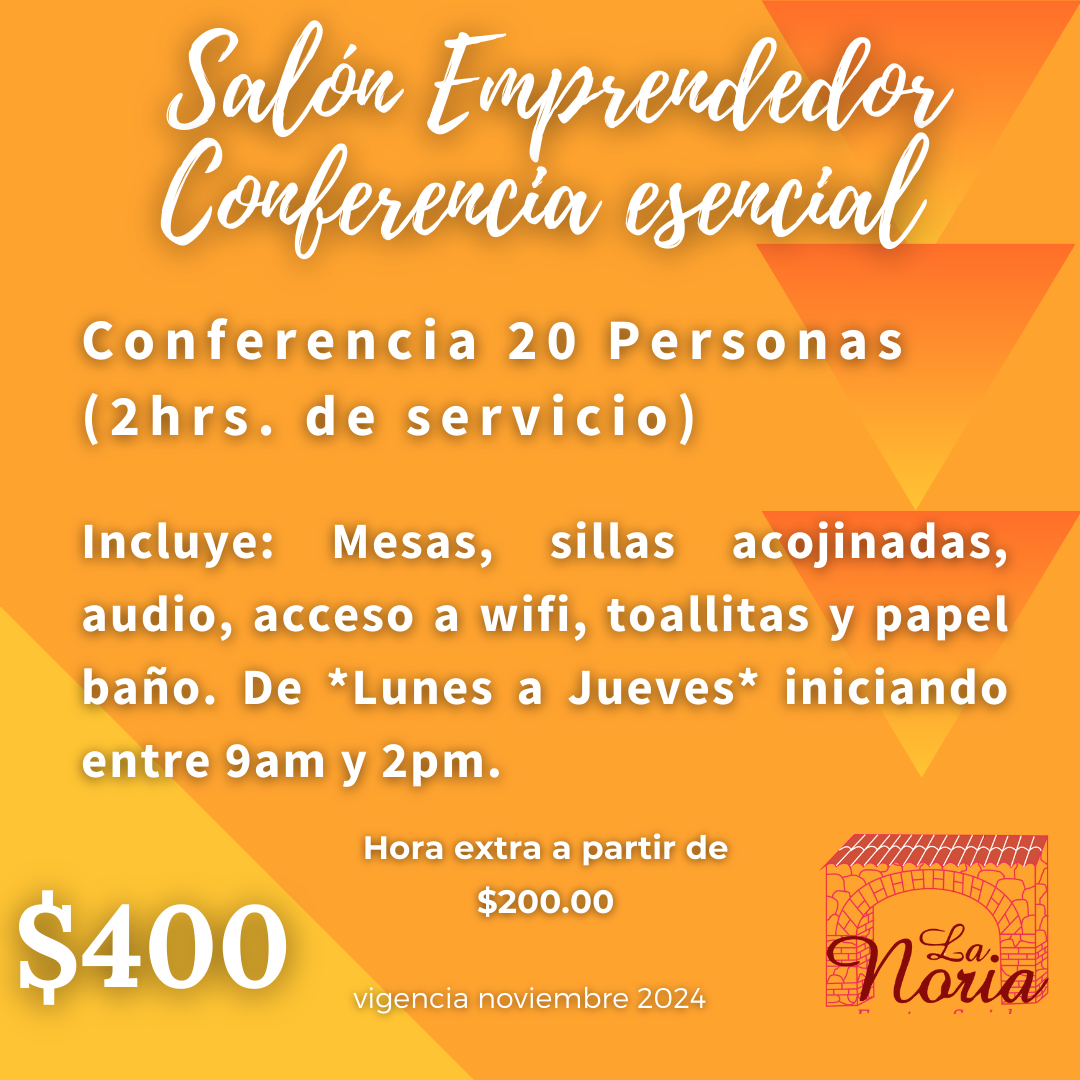 Salón Emprendedor
Conferencia esencial
Conferencia 20 Personas
(2hrs. de servicio)
Incluye: Mesas, sillas acojinadas,
audio, acceso a wifi, toallitas y papel
baño. De *Lunes a Jueves* iniciando
entre 9am y 2pm.
Hora extra a partir de
$200.00
$400
vigencia noviembre 2024
La
Noria